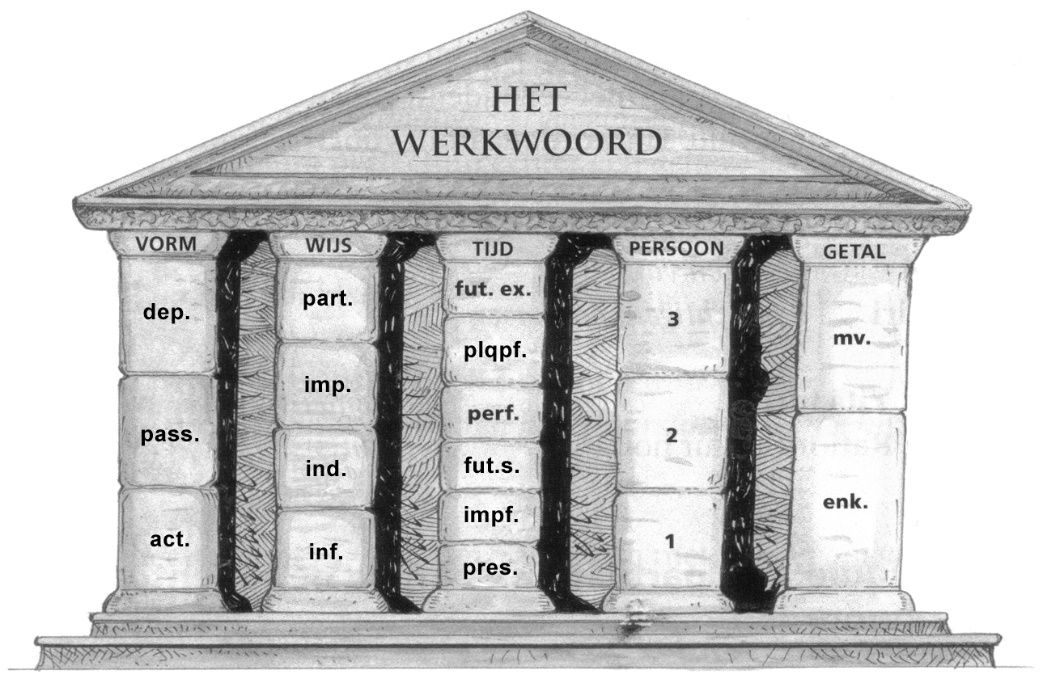 HET
WERKWOORD
VORM
dep.
pass.
act.
WIJS
part.
imp.
ind.
inf.
TIJD
fut. ex.
plqpf.
perf.
fut.s.
impf.
pres.
PERSOON
3
2
1
GETAL
mv.
enk.